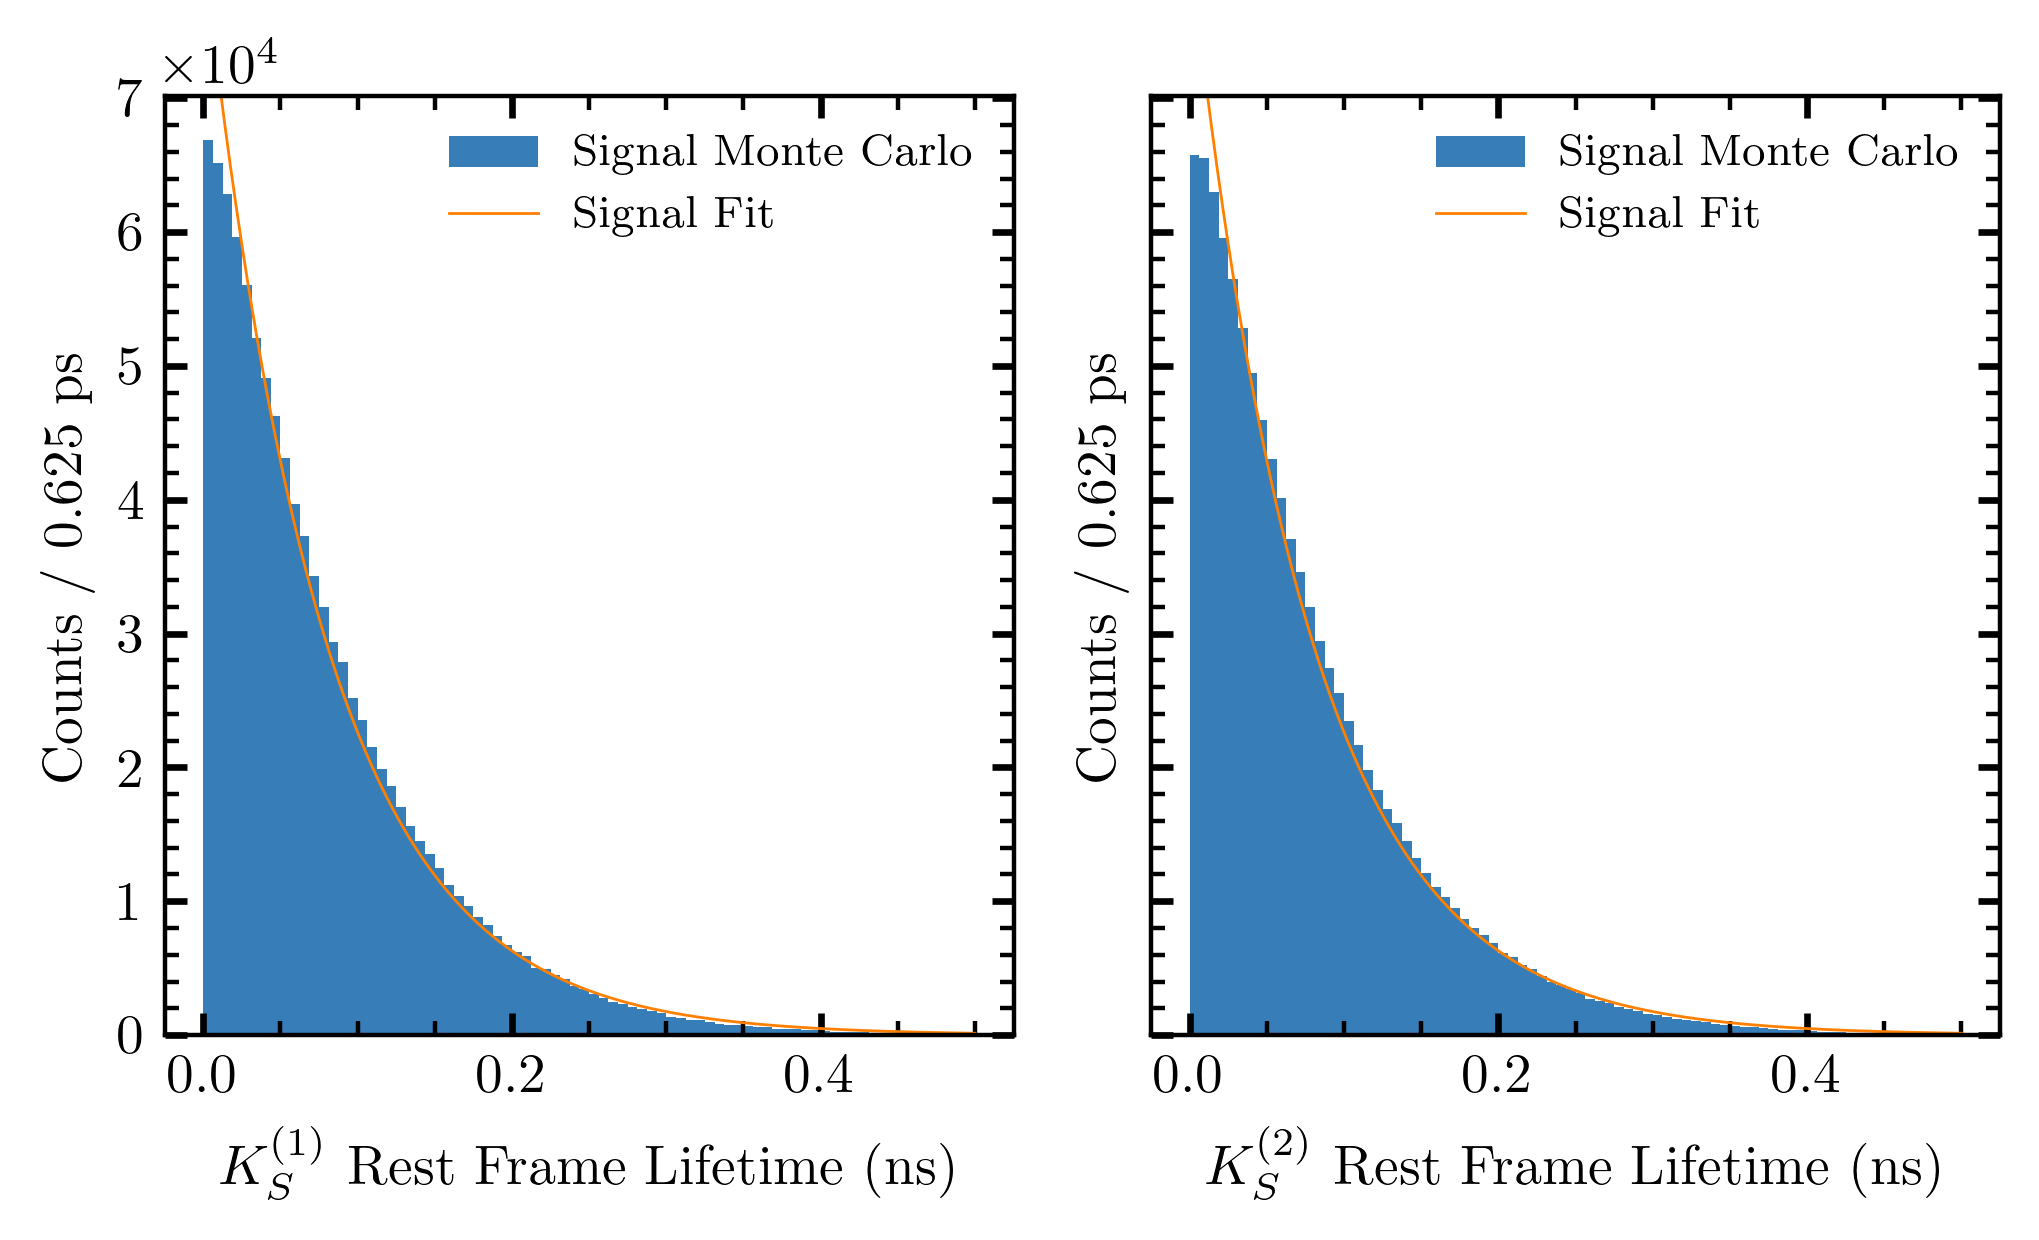 ×10⁴
7
6
5
4
3
2
1
0
Counts / 0.625 ps
Signal Monte Carlo
Signal Fit
0.0 0.2 0.4
K_S^(1) Rest Frame Lifetime (ns)
Counts / 0.625 ps
Signal Monte Carlo
Signal Fit
0.0 0.2 0.4
K_S^(2) Rest Frame Lifetime (ns)